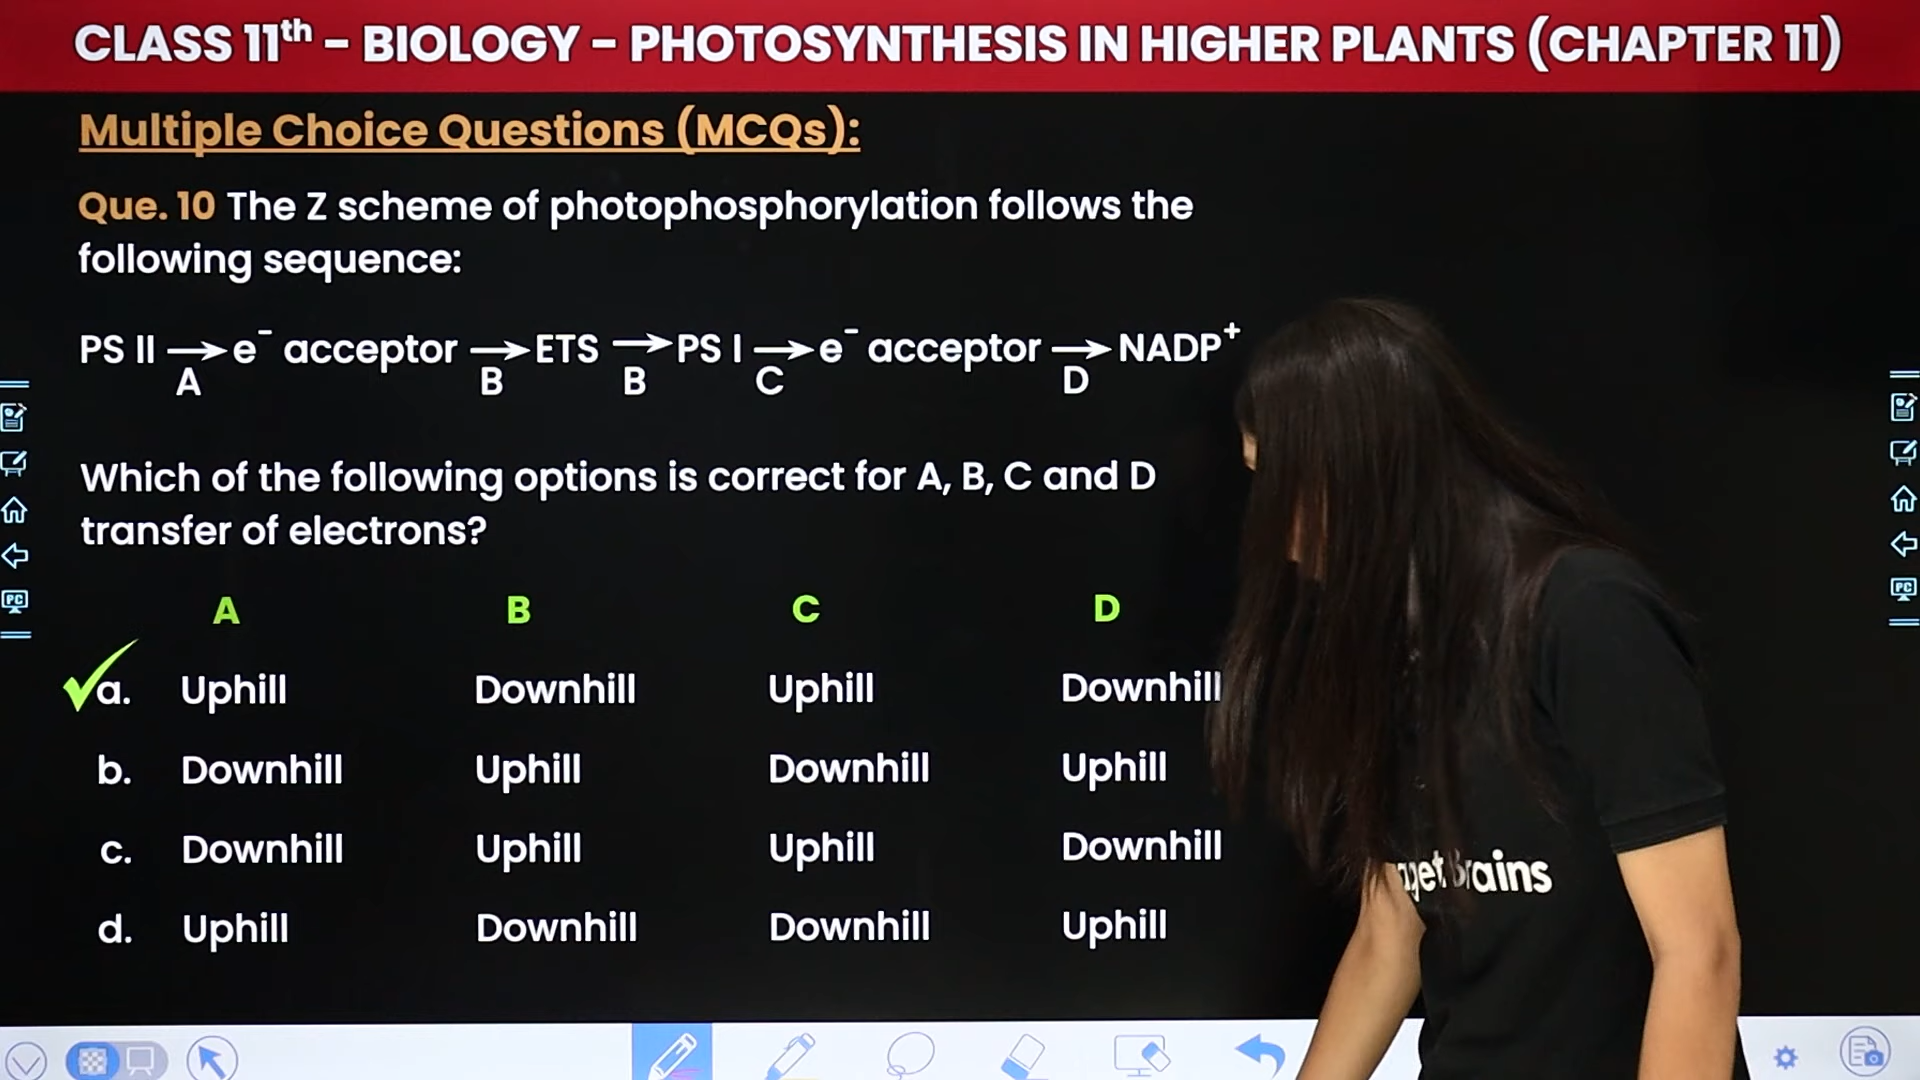 CLASS 11th - BIOLOGY - PHOTOSYNTHESIS IN HIGHER PLANTS (CHAPTER 11)
Multiple Choice Questions (MCQs):
Que. 10 The Z scheme of photophosphorylation follows the
following sequence:
PS II → e⁻ acceptor → ETS → PS I → e⁻ acceptor → NADP⁺
A B B C D
Which of the following options is correct for A, B, C and D
transfer of electrons?
A B C D
a. Uphill Downhill Uphill Downhill
b. Downhill Uphill Downhill Uphill
c. Downhill Uphill Uphill Downhill
d. Uphill Downhill Downhill Uphill
Brains
PC
PC